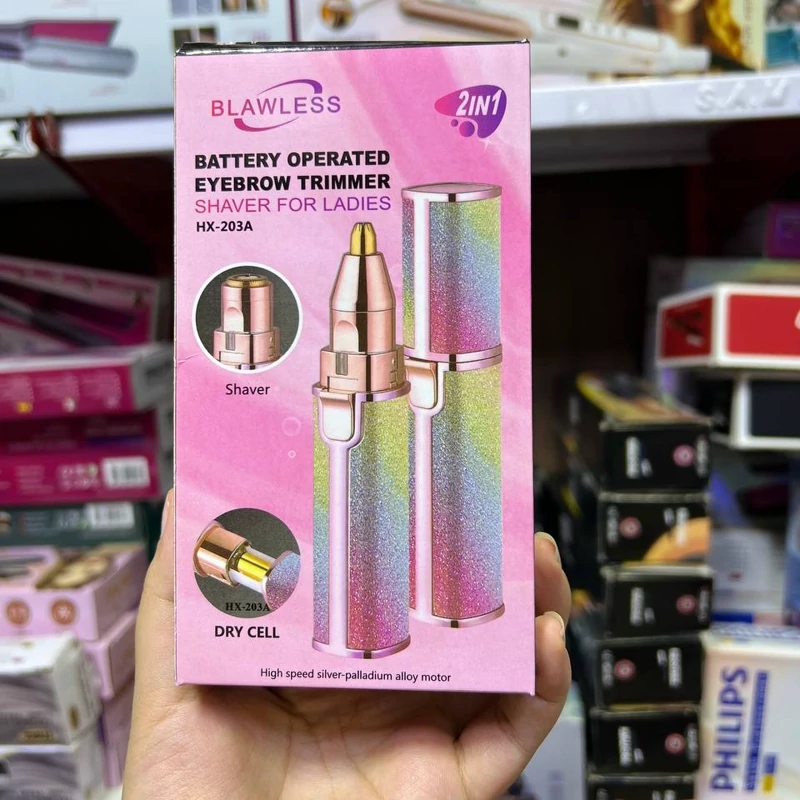 BLAWLESS
2IN1
BATTERY OPERATED
EYEBROW TRIMMER
SHAVER FOR LADIES
HX-203A
Shaver
HX-203A
DRY CELL
High speed silver-palladium alloy motor
PHILIPS